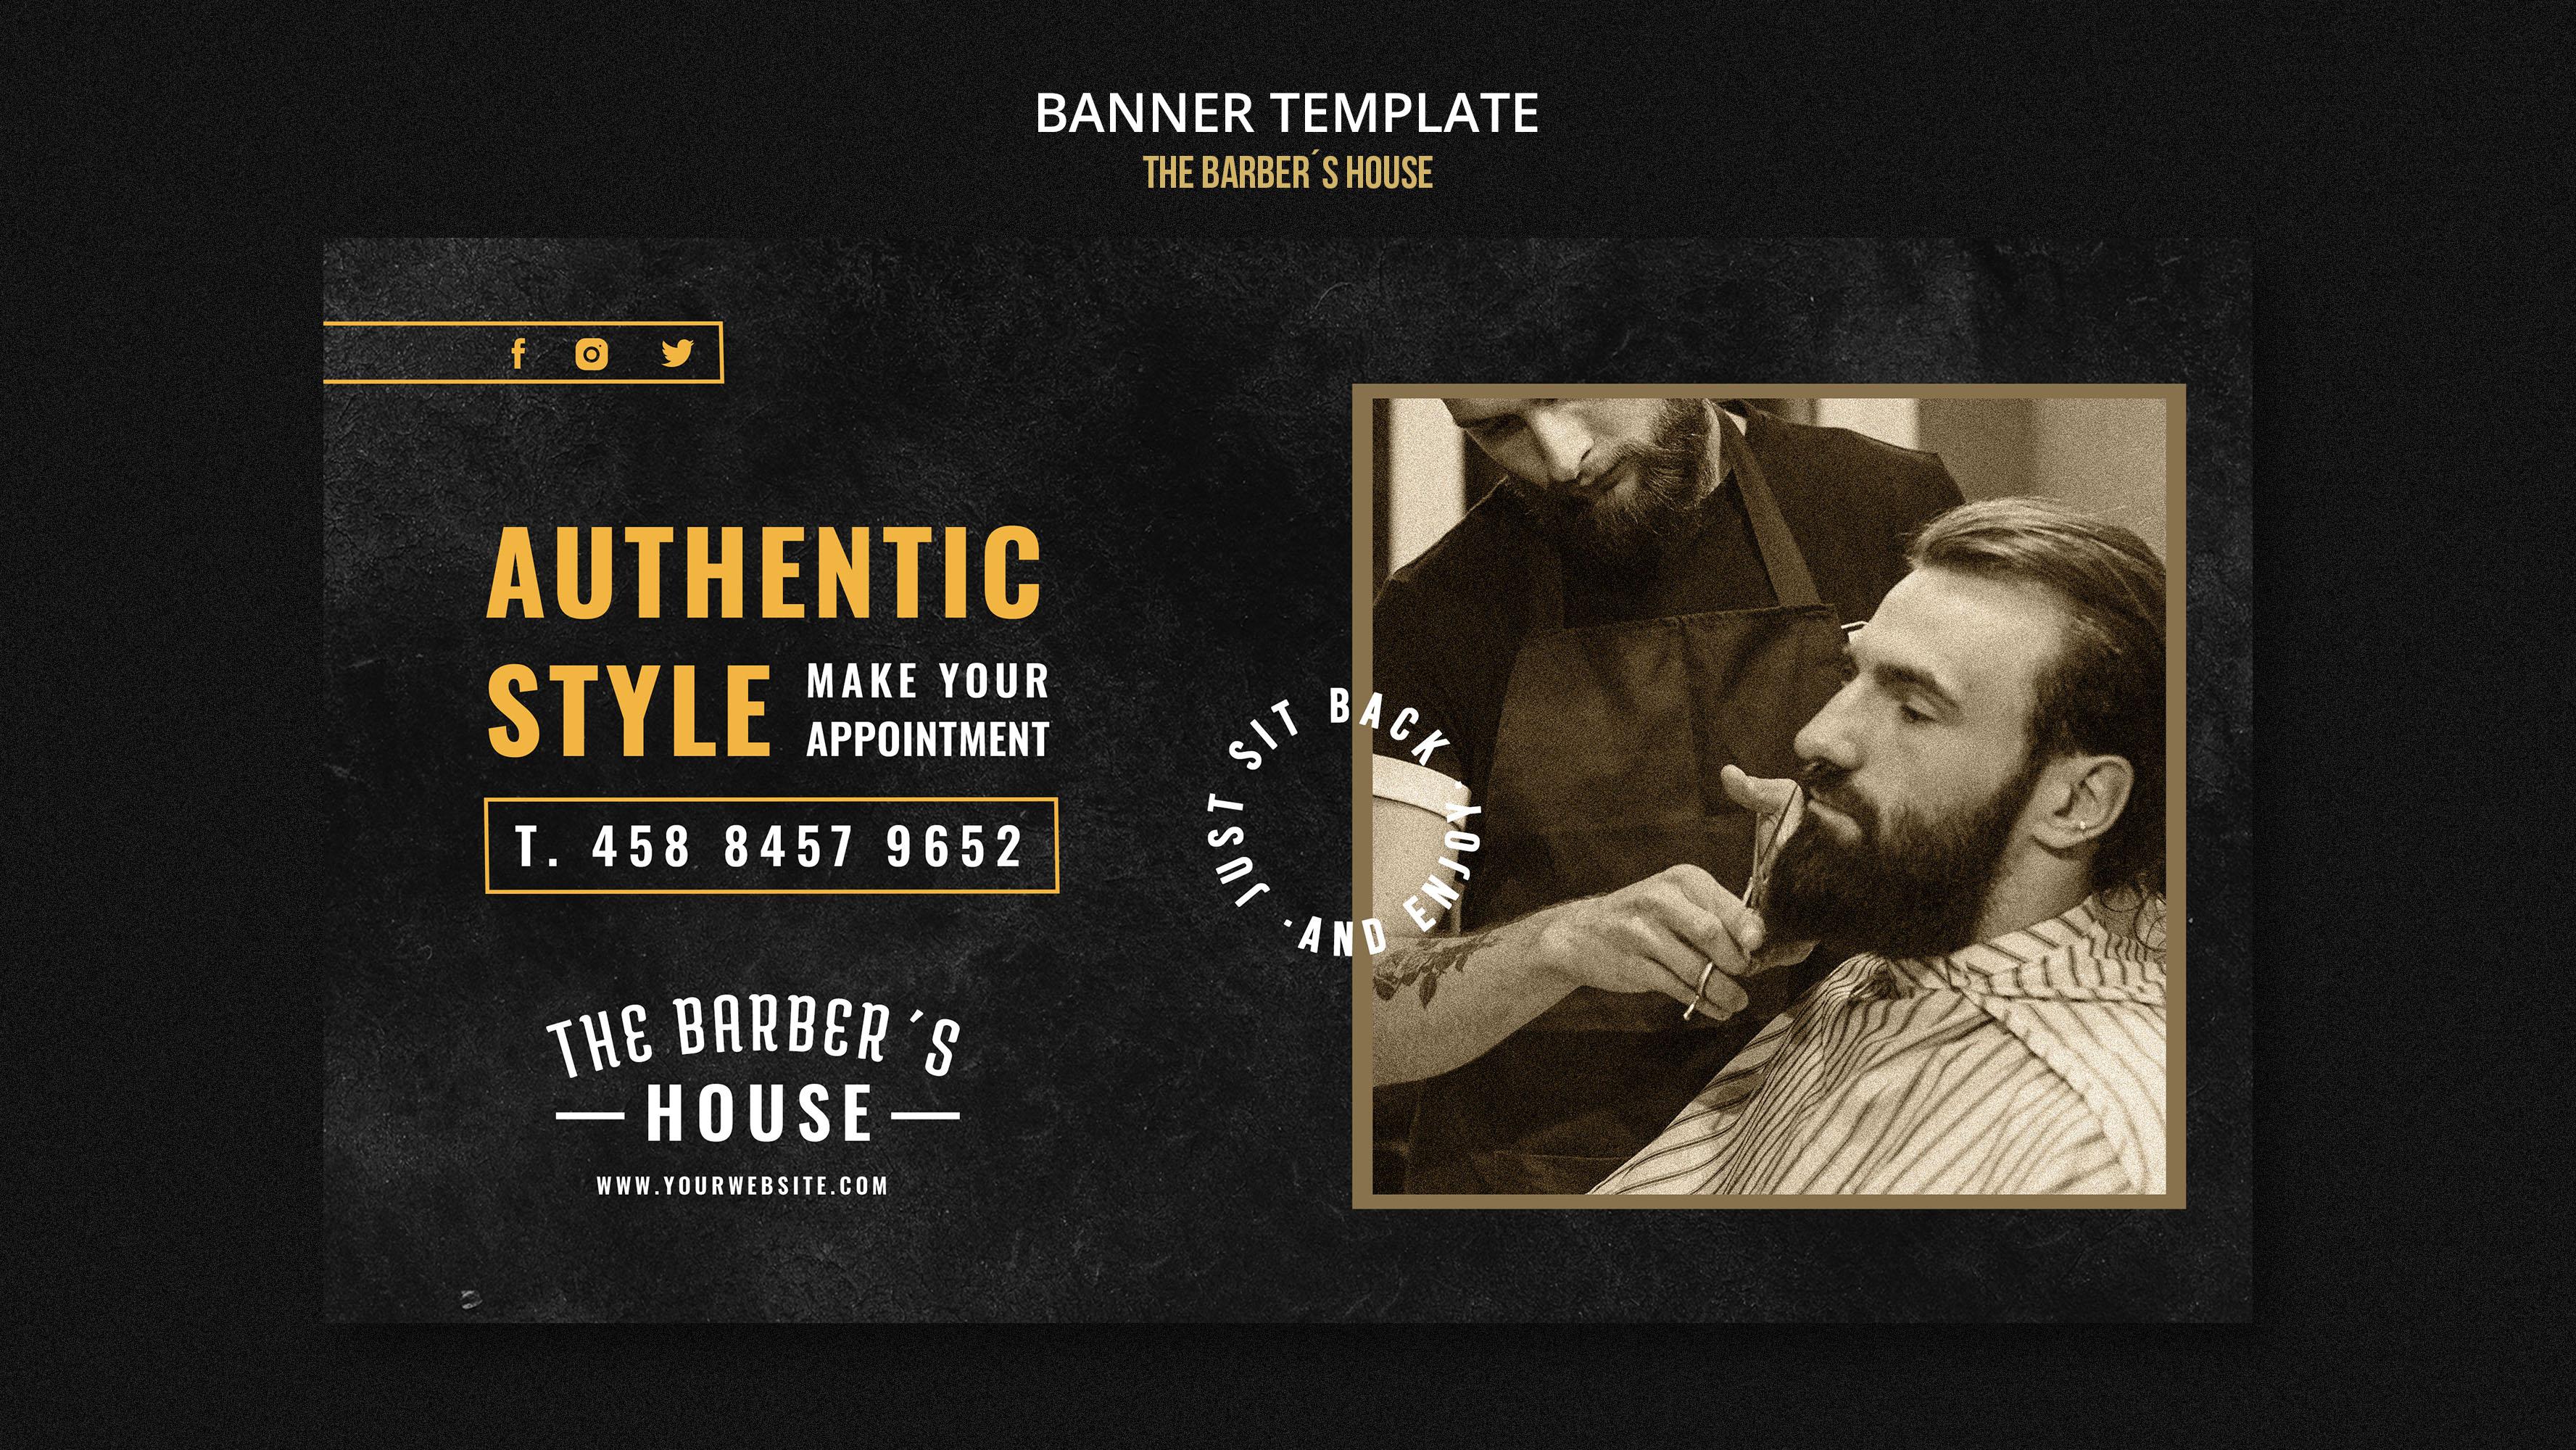 BANNER TEMPLATE
THE BARBER´S HOUSE
AUTHENTIC
STYLE
MAKE YOUR
APPOINTMENT
T. 458 8457 9652
JUST SIT BACK · AND ENJOY ·
THE BARBER´S
HOUSE
WWW.YOURWEBSITE.COM